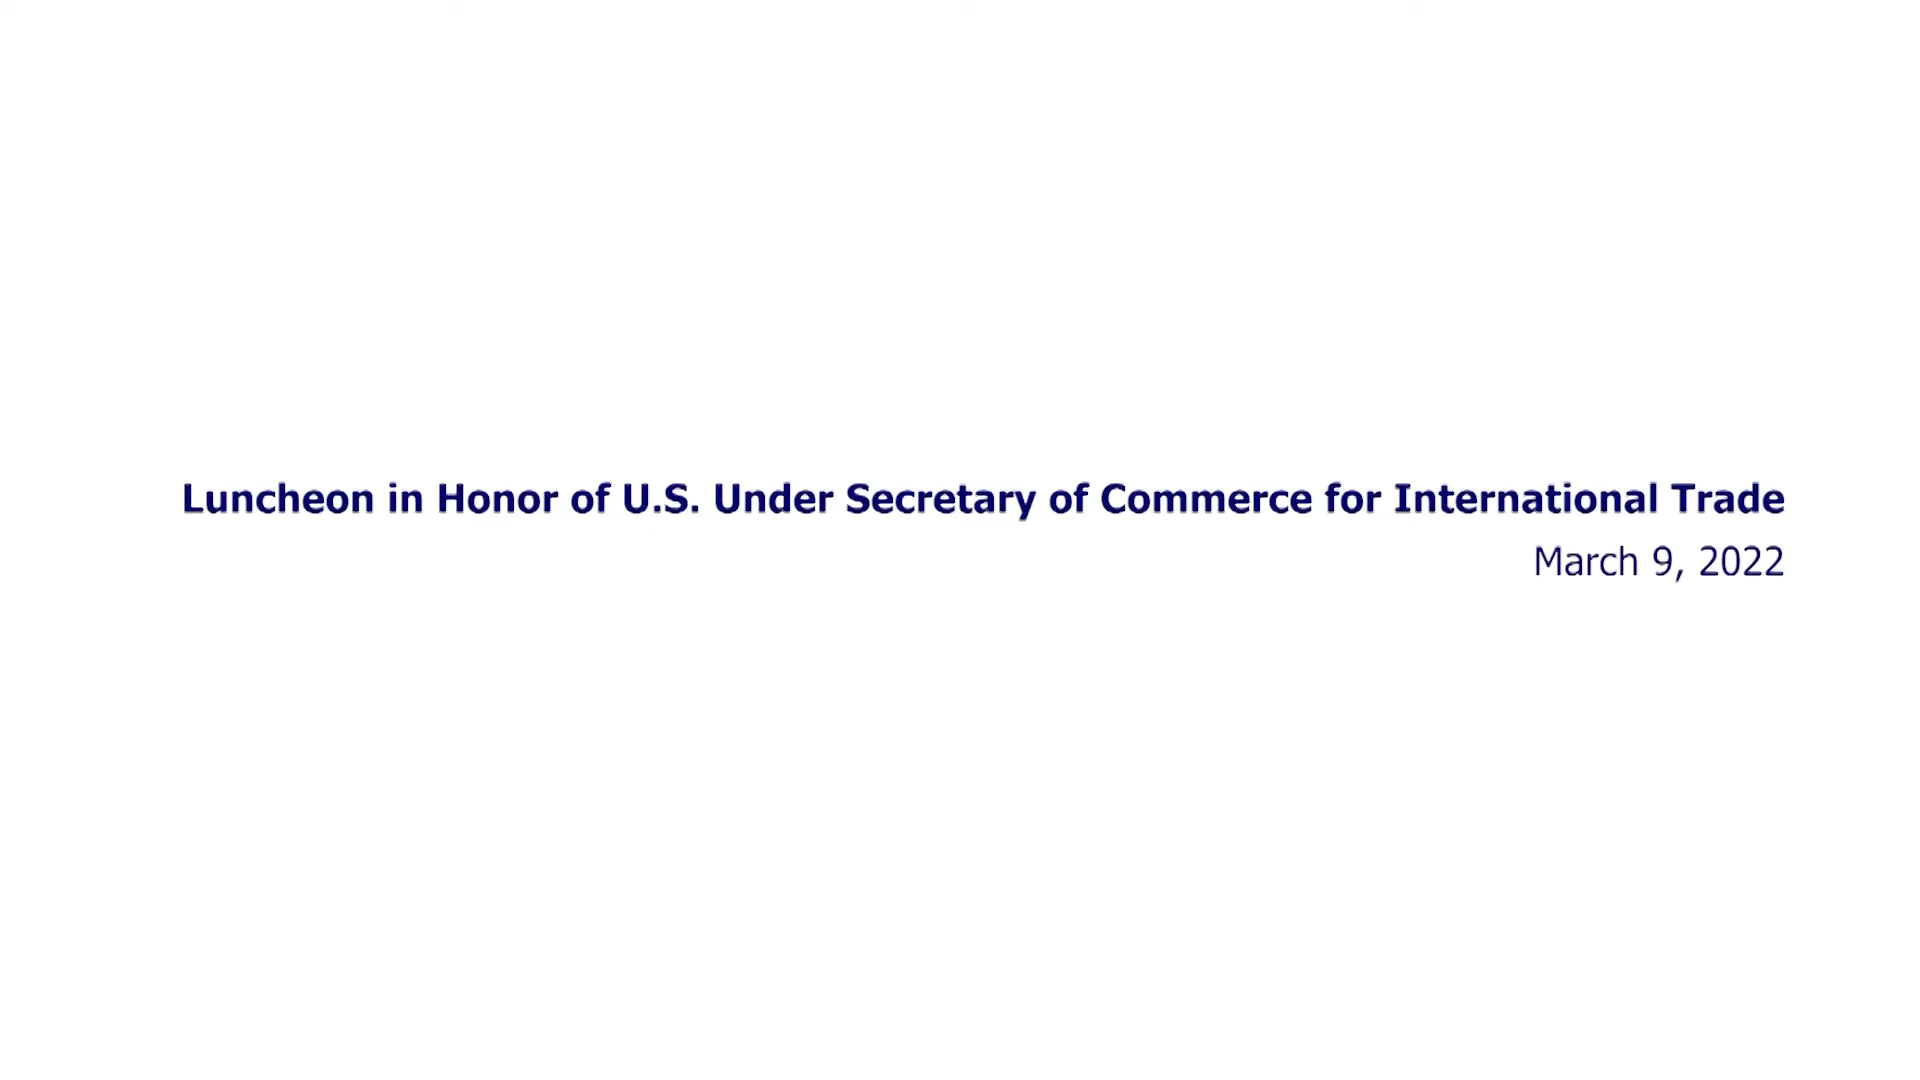 Luncheon in Honor of U.S. Under Secretary of Commerce for International Trade
March 9, 2022